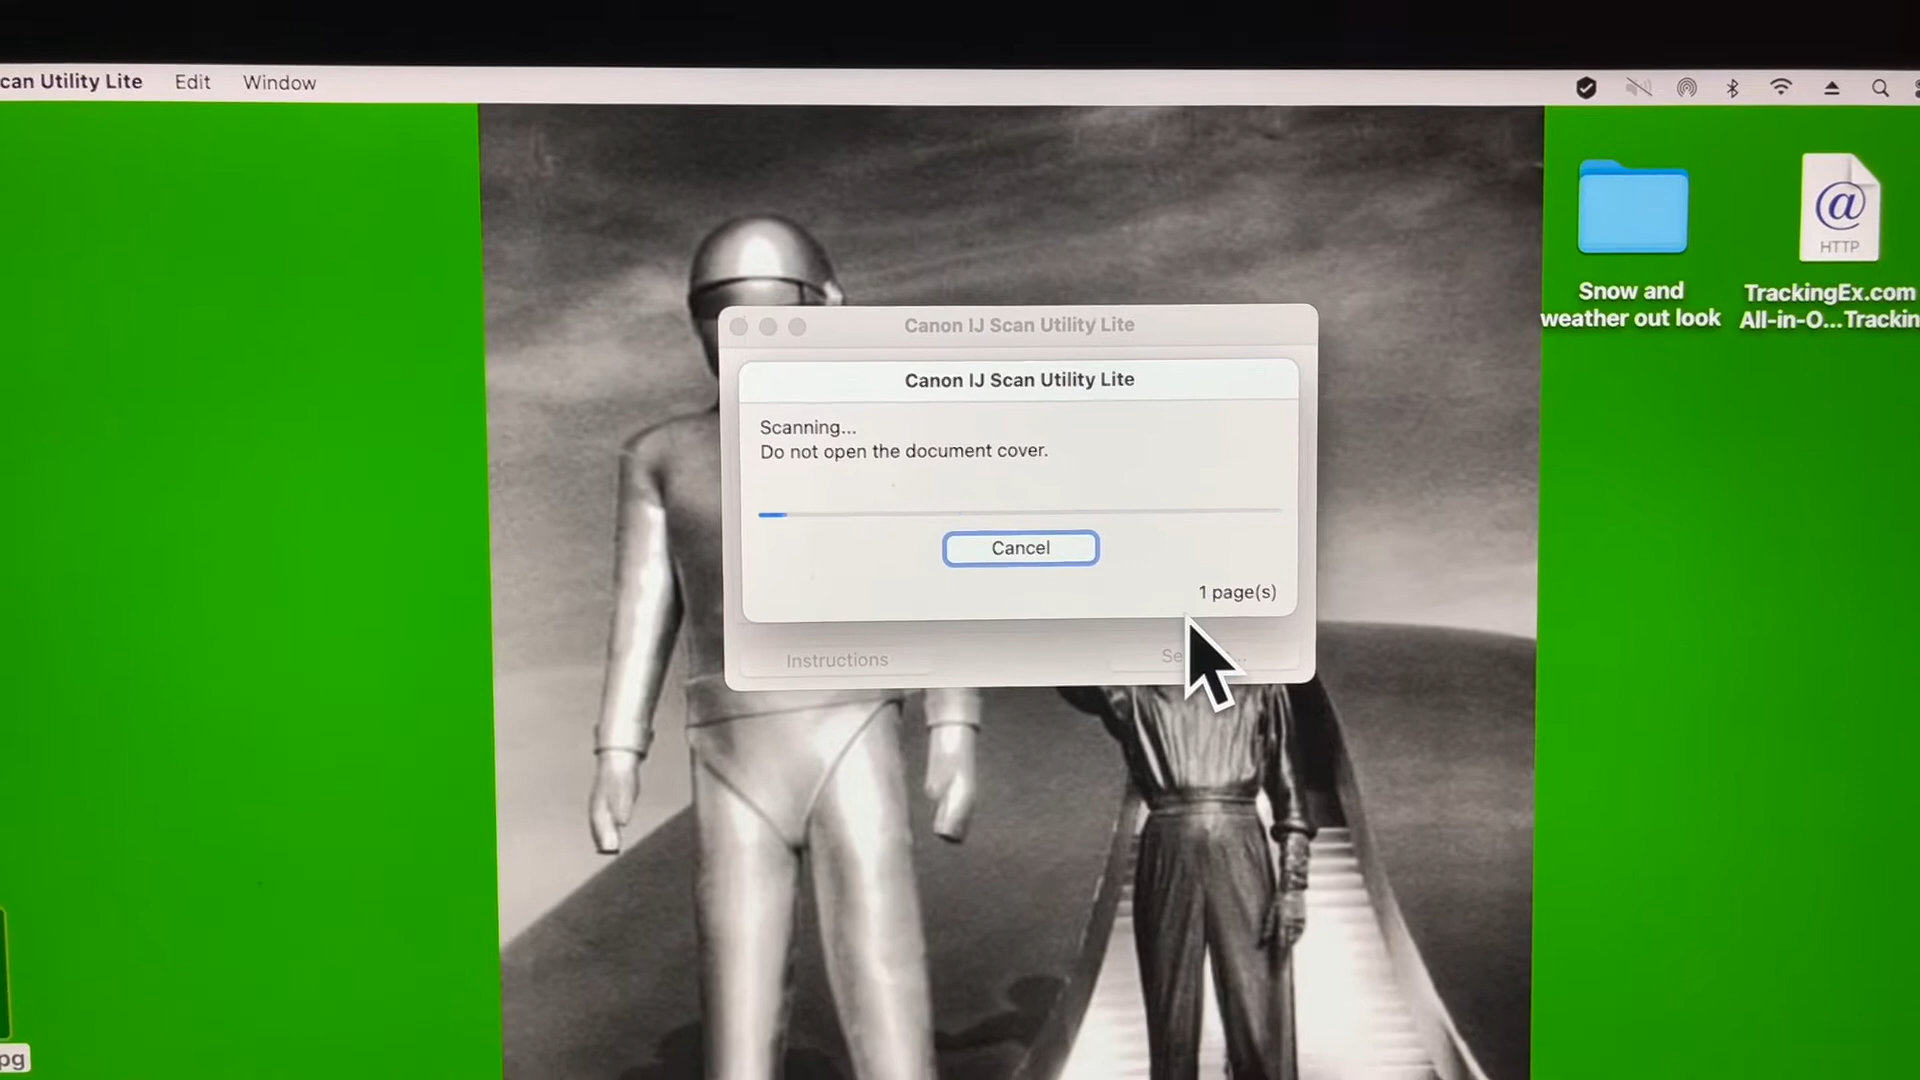 can Utility Lite Edit Window
HTTP
Snow and
weather out look
TrackingEx.com
All-in-O...Trackin
Canon IJ Scan Utility Lite
Canon IJ Scan Utility Lite
Scanning...
Do not open the document cover.
Cancel
1 page(s)
Instructions
pg